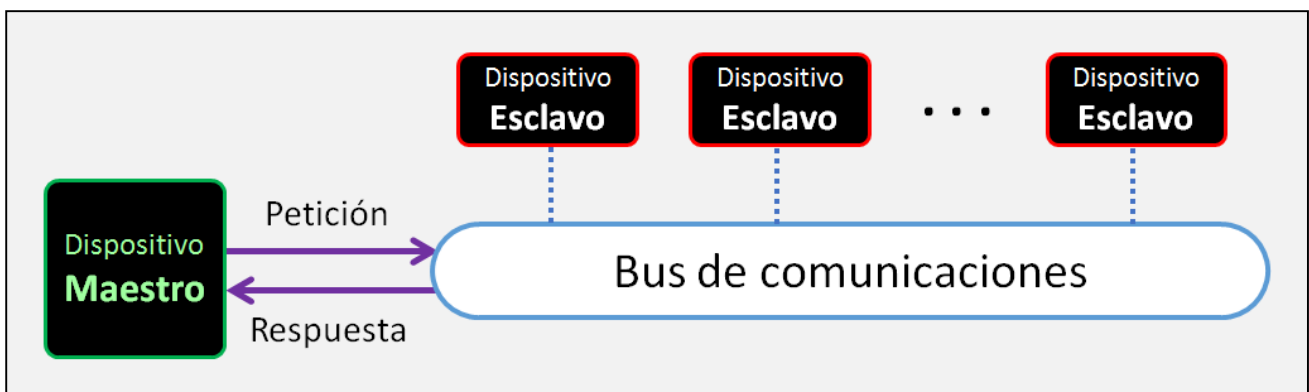 Dispositivo
Esclavo
Dispositivo
Esclavo
. . .
Dispositivo
Esclavo
Dispositivo
Maestro
Petición
Respuesta
Bus de comunicaciones